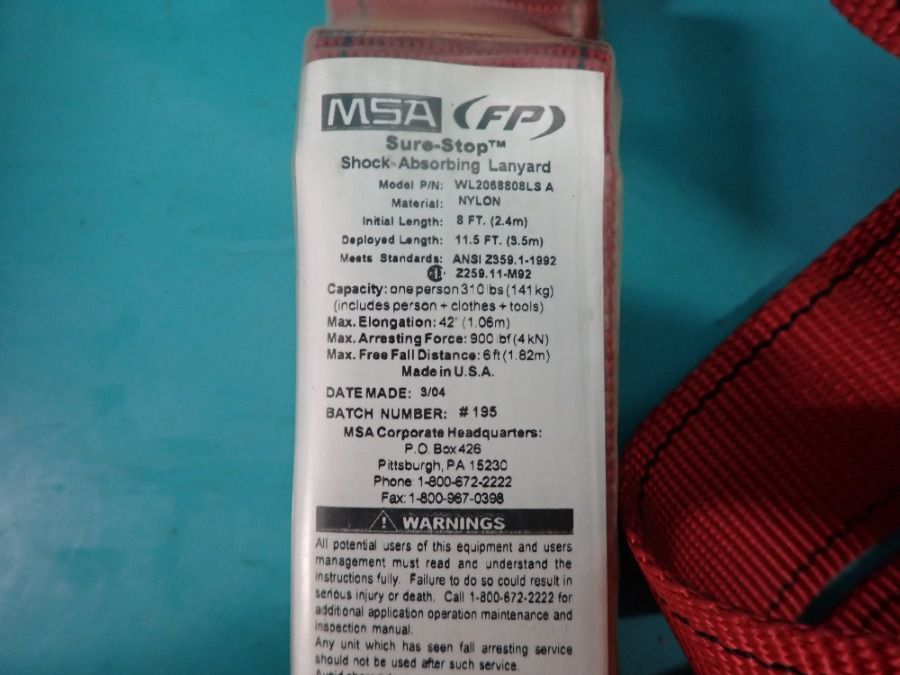 MSA (FP)
Sure-Stop™
Shock-Absorbing Lanyard
Model P/N: WL2068808LS A
Material: NYLON
Initial Length: 8 FT. (2.4m)
Deployed Length: 11.5 FT. (3.5m)
Meets Standards: ANSI Z359.1-1992
Z259.11-M92
Capacity: one person 310 lbs (141 kg)
(includes person + clothes + tools)
Max. Elongation: 42" (1.06m)
Max. Arresting Force: 900 lbf (4 kN)
Max. Free Fall Distance: 6 ft (1.82m)
Made in U.S.A.
DATE MADE: 3/04
BATCH NUMBER: # 195
MSA Corporate Headquarters:
P.O. Box 426
Pittsburgh, PA 15230
Phone: 1-800-672-2222
Fax: 1-800-967-0398
WARNINGS
All potential users of this equipment and users
management must read and understand the
instructions fully. Failure to do so could result in
serious injury or death. Call 1-800-672-2222 for
additional application operation maintenance and
inspection manual.
Any unit which has seen fall arresting service
should not be used after such service.